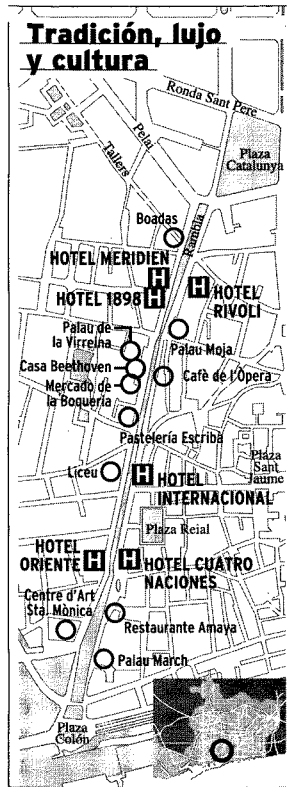 Tradición, lujo
y cultura
Ronda Sant Pere
Pelai
Tallers
Plaza
Catalunya
Rambla
Boadas
HOTEL MERIDIEN
H
HOTEL 1898
H
H
HOTEL
RIVOLI
Palau de
la Virreina
Palau Moja
Casa Beethoven
Cafè de l'Òpera
Mercado de
la Boqueria
Pastelería Escribà
Plaza
Sant
Jaume
Liceu
H
HOTEL
INTERNACIONAL
Plaza Reial
HOTEL
ORIENTE
H
H
HOTEL CUATRO
NACIONES
Centre d'Art
Sta. Mònica
Restaurante Amaya
Palau March
Plaza
Colón